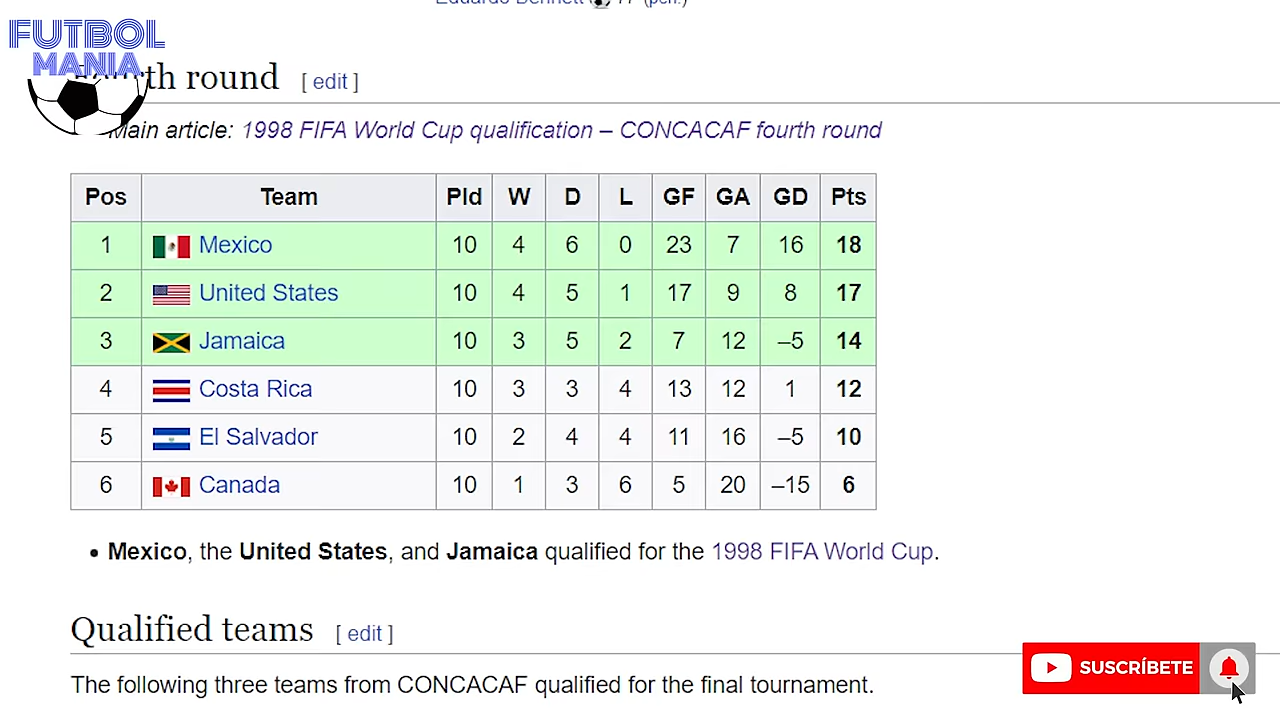 FUTBOL
MANIA
th round [ edit ]
Main article: 1998 FIFA World Cup qualification – CONCACAF fourth round
Pos Team Pld W D L GF GA GD Pts
1 Mexico 10 4 6 0 23 7 16 18
2 United States 10 4 5 1 17 9 8 17
3 Jamaica 10 3 5 2 7 12 –5 14
4 Costa Rica 10 3 3 4 13 12 1 12
5 El Salvador 10 2 4 4 11 16 –5 10
6 Canada 10 1 3 6 5 20 –15 6
• Mexico, the United States, and Jamaica qualified for the 1998 FIFA World Cup.
Qualified teams [ edit ]
SUSCRÍBETE
The following three teams from CONCACAF qualified for the final tournament.